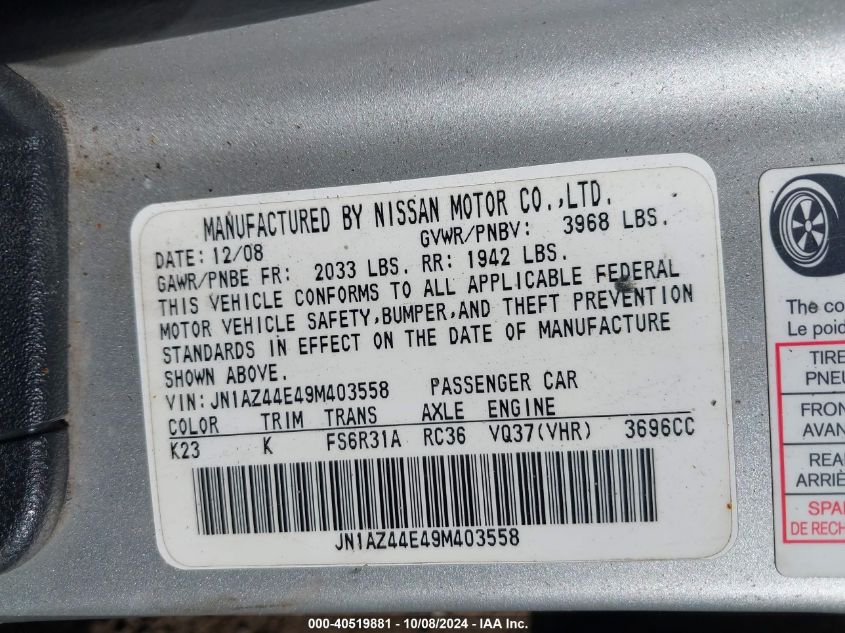 MANUFACTURED BY NISSAN MOTOR CO.,LTD.
DATE: 12/08 GVWR/PNBV: 3968 LBS.
GAWR/PNBE FR: 2033 LBS. RR: 1942 LBS.
THIS VEHICLE CONFORMS TO ALL APPLICABLE FEDERAL
MOTOR VEHICLE SAFETY,BUMPER,AND THEFT PREVENTION
STANDARDS IN EFFECT ON THE DATE OF MANUFACTURE
SHOWN ABOVE.
VIN:JN1AZ44E49M403558 PASSENGER CAR
COLOR TRIM TRANS AXLE ENGINE
K23 K FS6R31A RC36 VQ37(VHR) 3696CC
JN1AZ44E49M403558
The co
Le poid
TIRE
PNEU
FRON
AVAN
REA
ARRIÈ
SPA
DE RECH
000-40519881 - 10/08/2024 - IAA Inc.